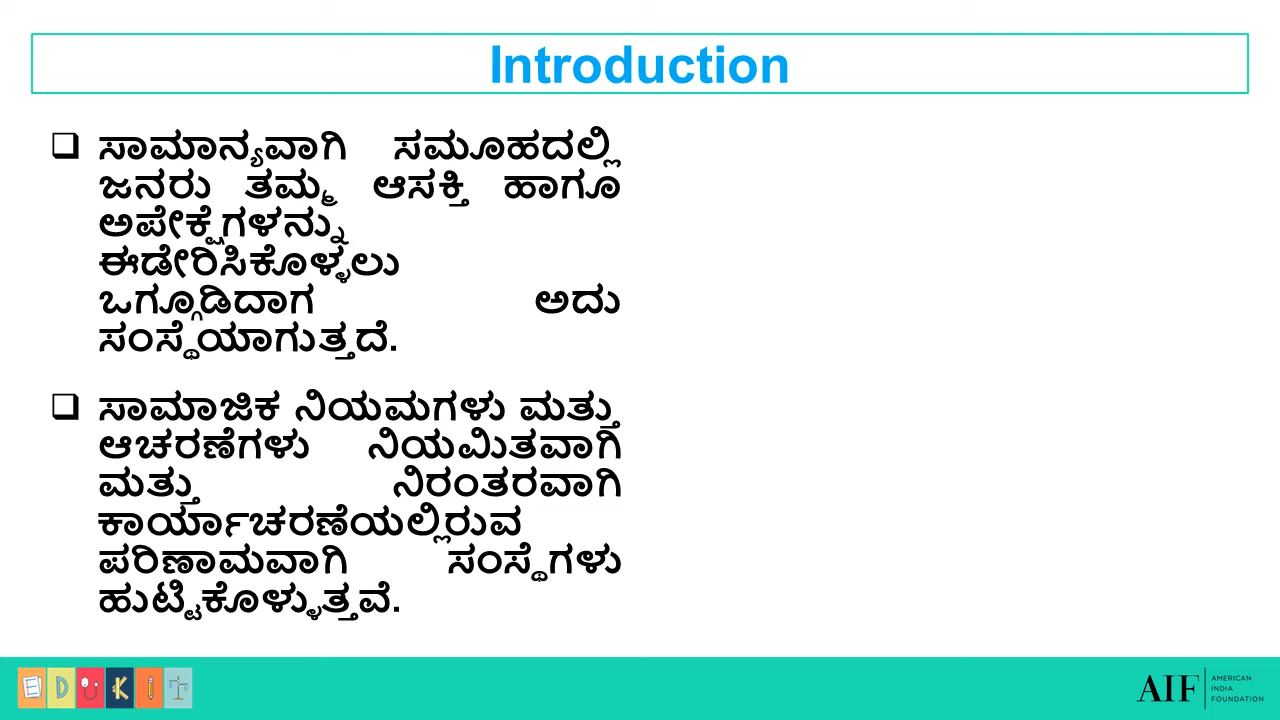 Introduction
ಸಾಮಾನ್ಯವಾಗಿ ಸಮೂಹದಲ್ಲಿ
ಜನರು ತಮ್ಮ ಆಸಕ್ತಿ ಹಾಗೂ
ಅಪೇಕ್ಷೆಗಳನ್ನು
ಈಡೇರಿಸಿಕೊಳ್ಳಲು
ಒಗ್ಗೂಡಿದಾಗ ಅದು
ಸಂಸ್ಥೆಯಾಗುತ್ತದೆ.
ಸಾಮಾಜಿಕ ನಿಯಮಗಳು ಮತ್ತು
ಆಚರಣೆಗಳು ನಿಯಮಿತವಾಗಿ
ಮತ್ತು ನಿರಂತರವಾಗಿ
ಕಾರ್ಯಾಚರಣೆಯಲ್ಲಿರುವ
ಪರಿಣಾಮವಾಗಿ ಸಂಸ್ಥೆಗಳು
ಹುಟ್ಟಿಕೊಳ್ಳುತ್ತವೆ.
EDUKIT
AIF AMERICAN
INDIA
FOUNDATION